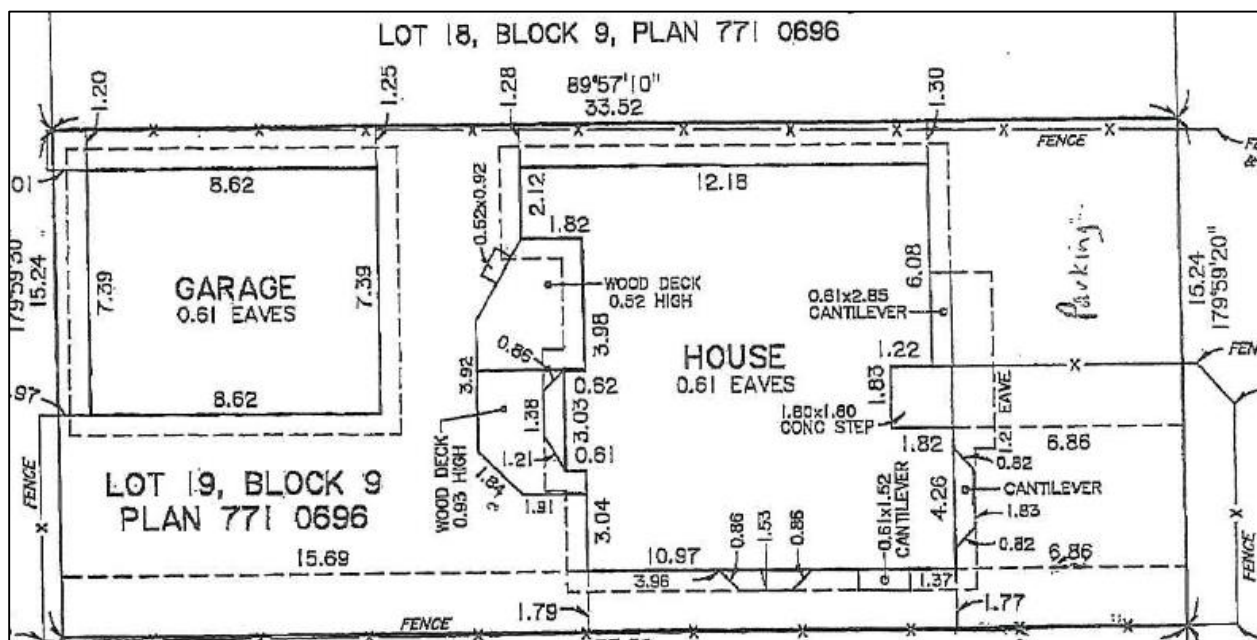 LOT 18, BLOCK 9, PLAN 771 0696
89°57'10"
33.52
1.20
1.25
1.28
1.30
FENCE
01
8.62
12.18
2.12
0.52x0.92
1.82
179°59'30"
15.24
7.39
GARAGE
0.61 EAVES
7.39
WOOD DECK
0.52 HIGH
3.98
6.08
0.61x2.85
CANTILEVER
Parking
15.24
179°59'20"
HOUSE
0.61 EAVES
1.22
1.83
0.86
3.92
0.62
1.38
3.03
1.21
0.61
97
8.62
1.80x1.80
CONC STEP
1.82
1.21 EAVE
6.86
0.82
CANTILEVER
4.26
1.83
0.82
6.86
FENCE
LOT 19, BLOCK 9
PLAN 771 0696
WOOD DECK
0.93 HIGH
1.84
1.91
3.04
10.97
0.86
1.53
0.86
0.61x1.52
CANTILEVER
15.69
3.96
1.37
FENCE
1.79
1.77
FENCE